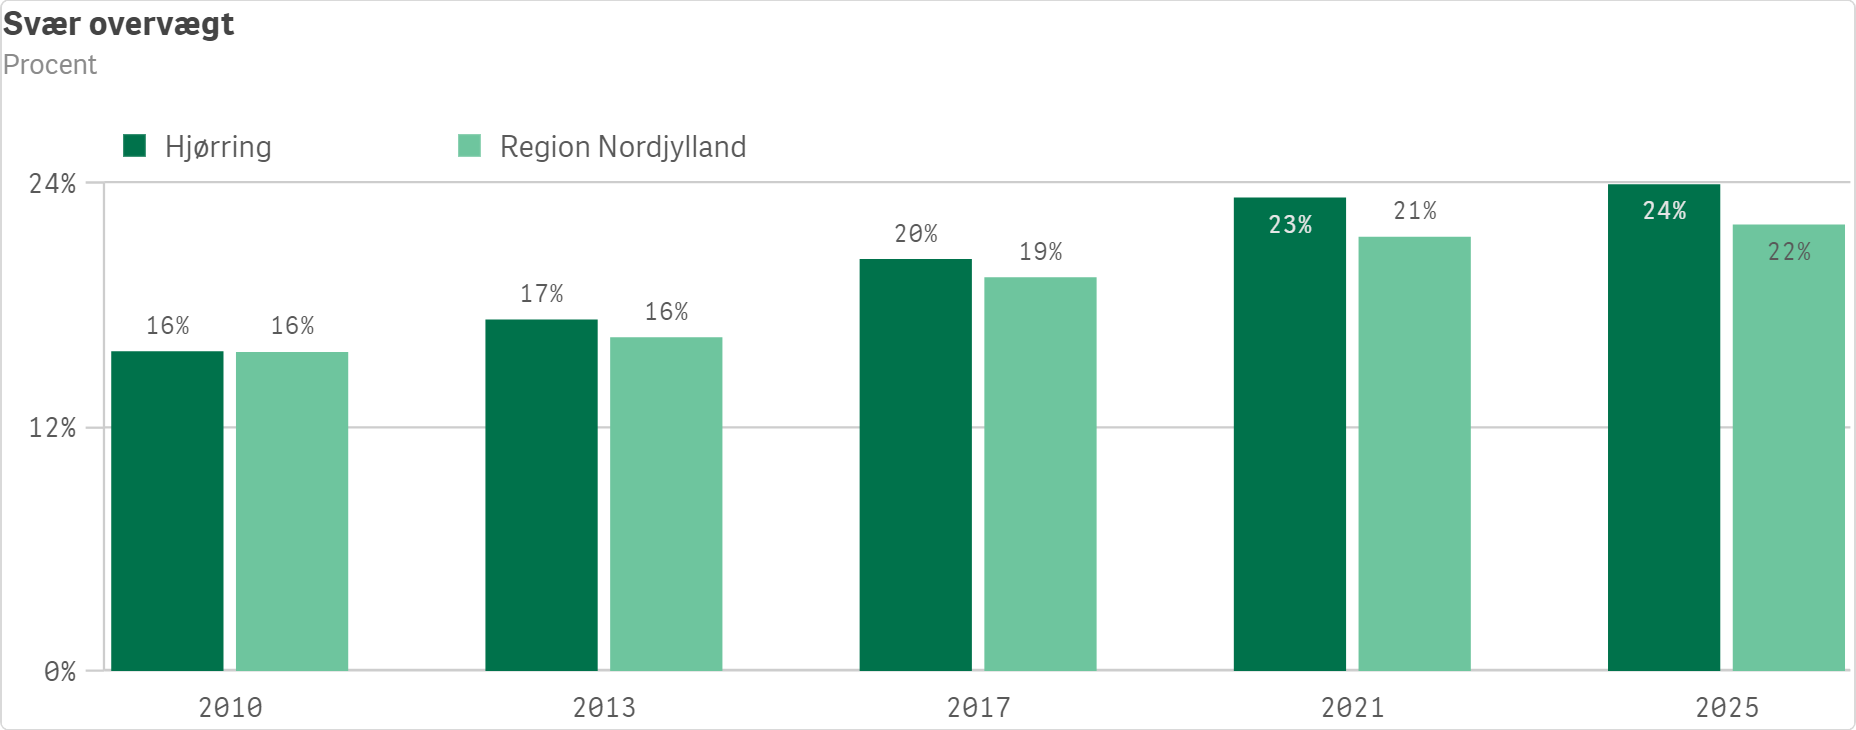 Svær overvægt
Procent
Hjørring Region Nordjylland
24%
12%
0%
16% 16% 17% 16% 20% 19% 23% 21% 24% 22%
2010 2013 2017 2021 2025